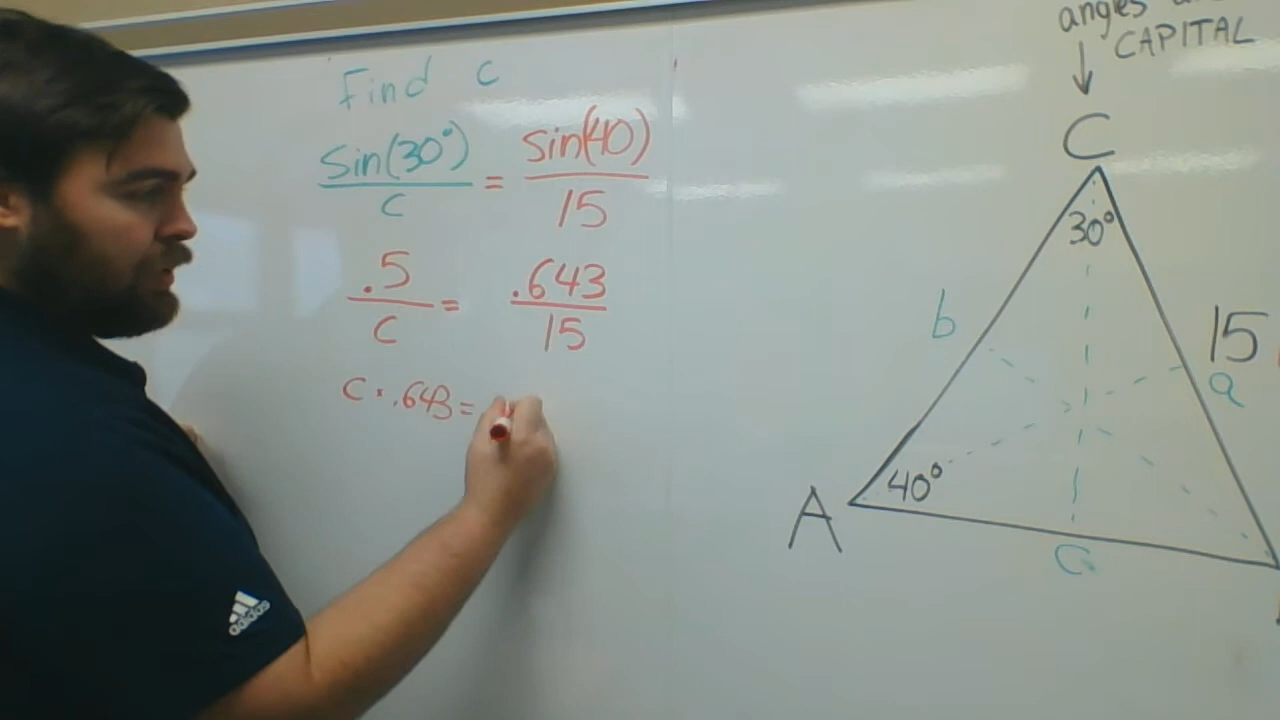 Find c
sin(30°) = sin(40)
c 15
.5 = .643
c 15
c · .643 =
angles
↓ CAPITAL
C
30°
b
15
a
40°
A
c
adidas